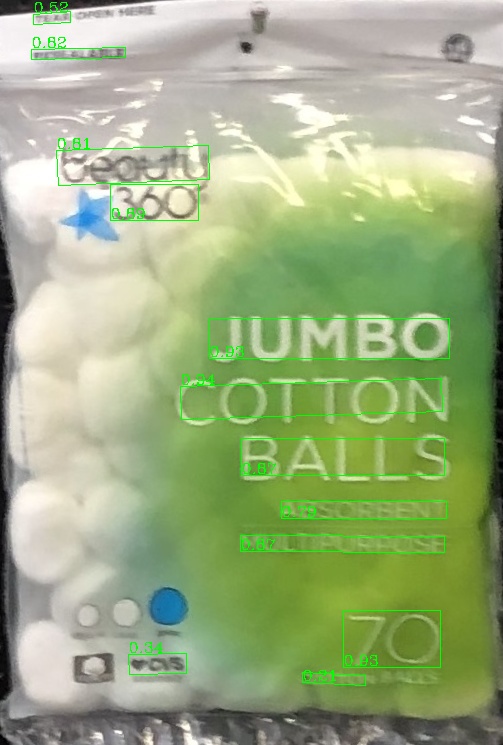 TEAR OPEN HERE
RESEALABLE
beauty
360°
JUMBO
COTTON
BALLS
ABSORBENT
MULTIPURPOSE
70
COTTON BALLS
CVS